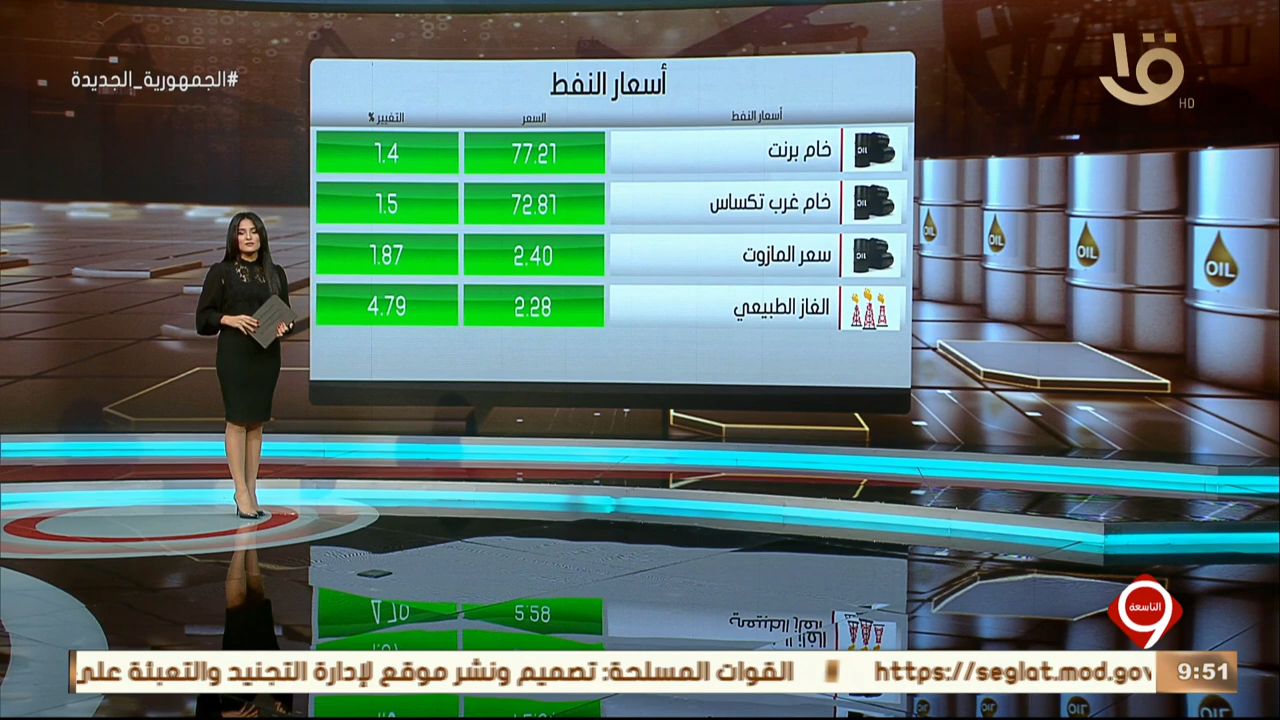 #الجمهورية_الجديدة
HD
أسعار النفط
أسعار النفط السعر التغيير %
خام برنت 77.21 1.4
خام غرب تكساس 72.81 1.5
سعر المازوت 2.40 1.87
الغاز الطبيعي 2.28 4.79
OIL OIL OIL OIL
التاسعة
9
القوات المسلحة: تصميم ونشر موقع لإدارة التجنيد والتعبئة على
https://seglat.mod.gov
9:51